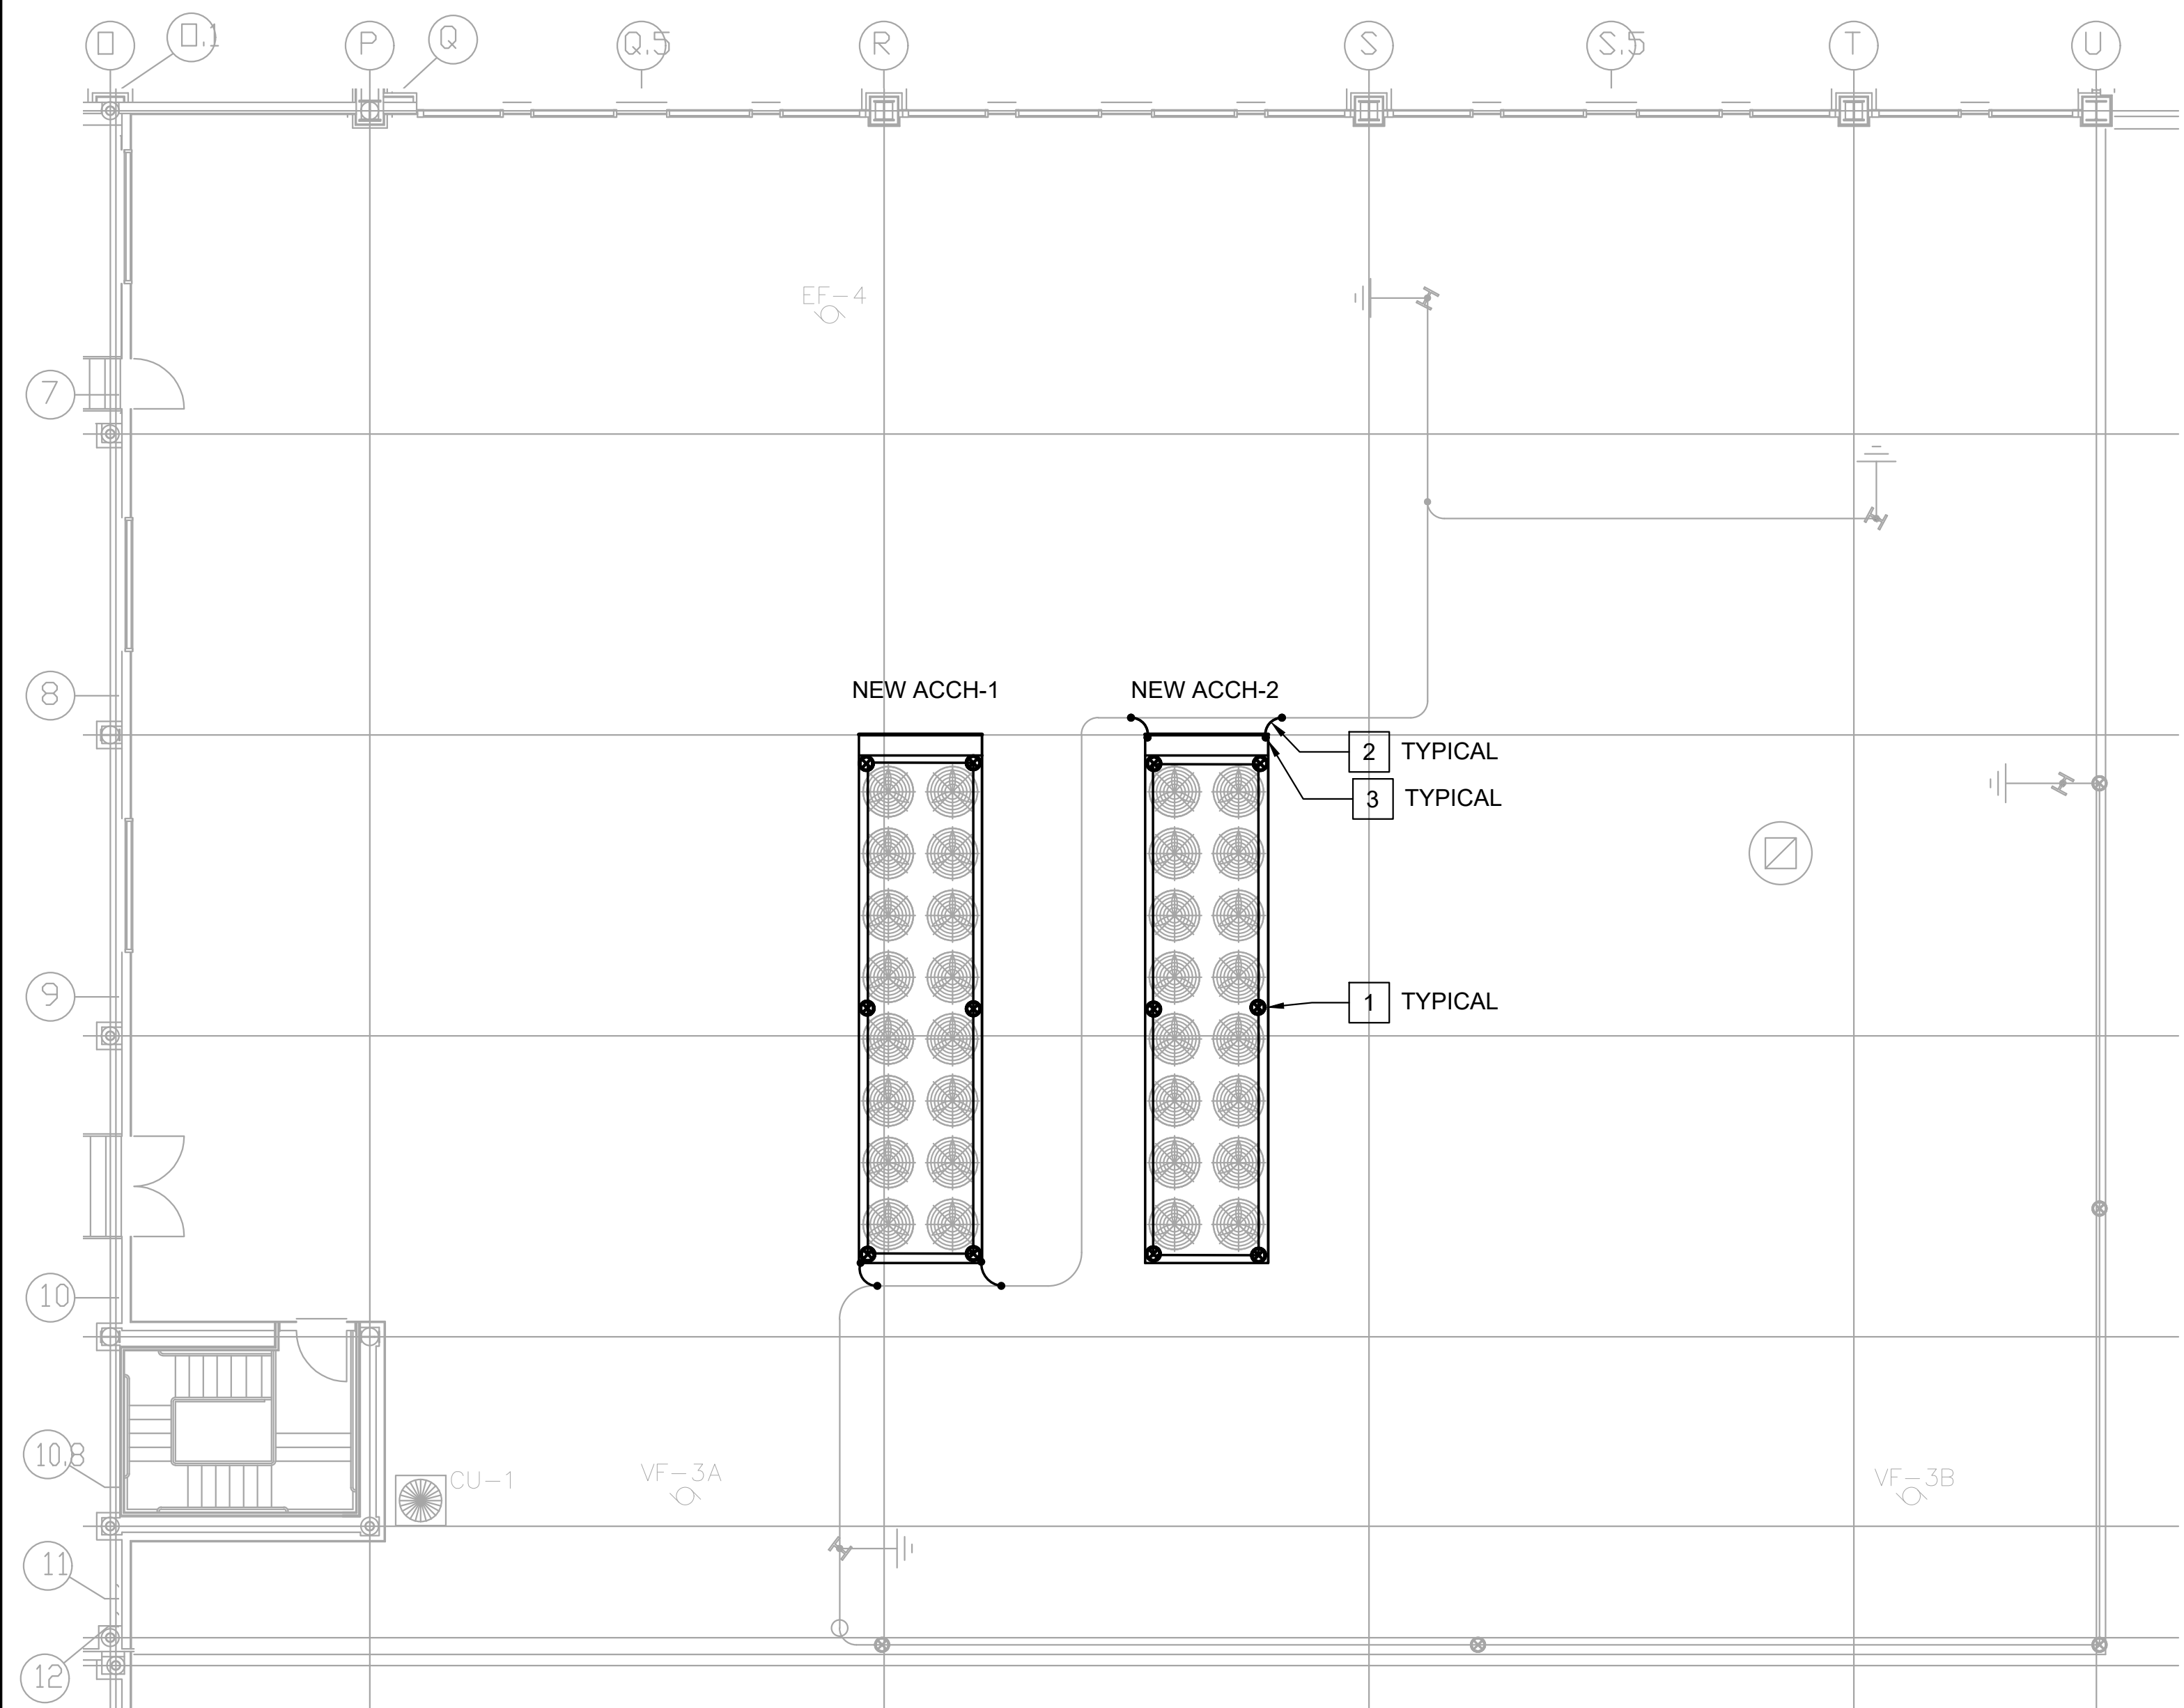 O
O.1
P
Q
Q.5
R
S
S.5
T
U
EF-4
7
8
NEW ACCH-1
NEW ACCH-2
2 TYPICAL
3 TYPICAL
9
1 TYPICAL
10
10.8
CU-1
VF-3A
VF-3B
11
12